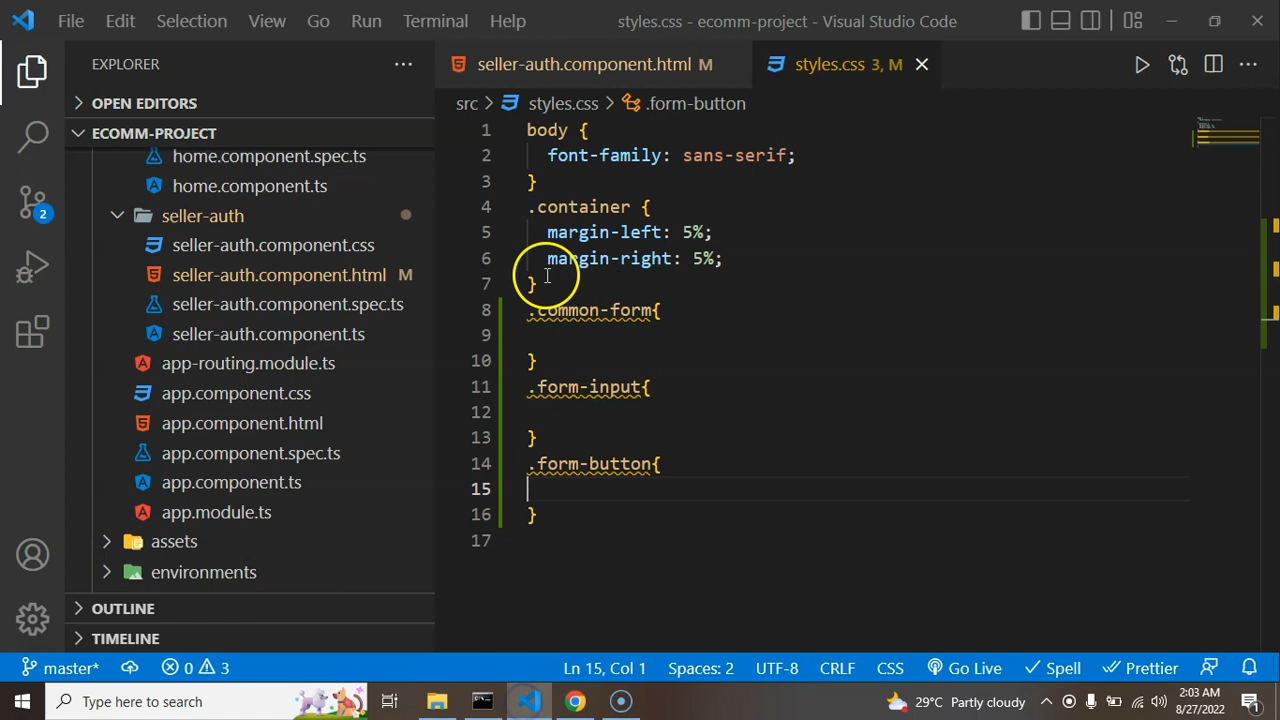 File Edit Selection View Go Run Terminal Help styles.css - ecomm-project - Visual Studio Code
EXPLORER
OPEN EDITORS
ECOMM-PROJECT
home.component.spec.ts
home.component.ts
seller-auth
seller-auth.component.css
seller-auth.component.html M
seller-auth.component.spec.ts
seller-auth.component.ts
app-routing.module.ts
app.component.css
app.component.html
app.component.spec.ts
app.component.ts
app.module.ts
assets
environments
OUTLINE
TIMELINE
2
seller-auth.component.html M styles.css 3, M
src > styles.css > .form-button
1 body {
2 font-family: sans-serif;
3 }
4 .container {
5 margin-left: 5%;
6 margin-right: 5%;
7 }
8 .common-form{
9
10 }
11 .form-input{
12
13 }
14 .form-button{
15
16 }
17
master* 0 3 Ln 15, Col 1 Spaces: 2 UTF-8 CRLF CSS Go Live Spell Prettier
Type here to search 29°C Partly cloudy 2:03 AM
8/27/2022 1